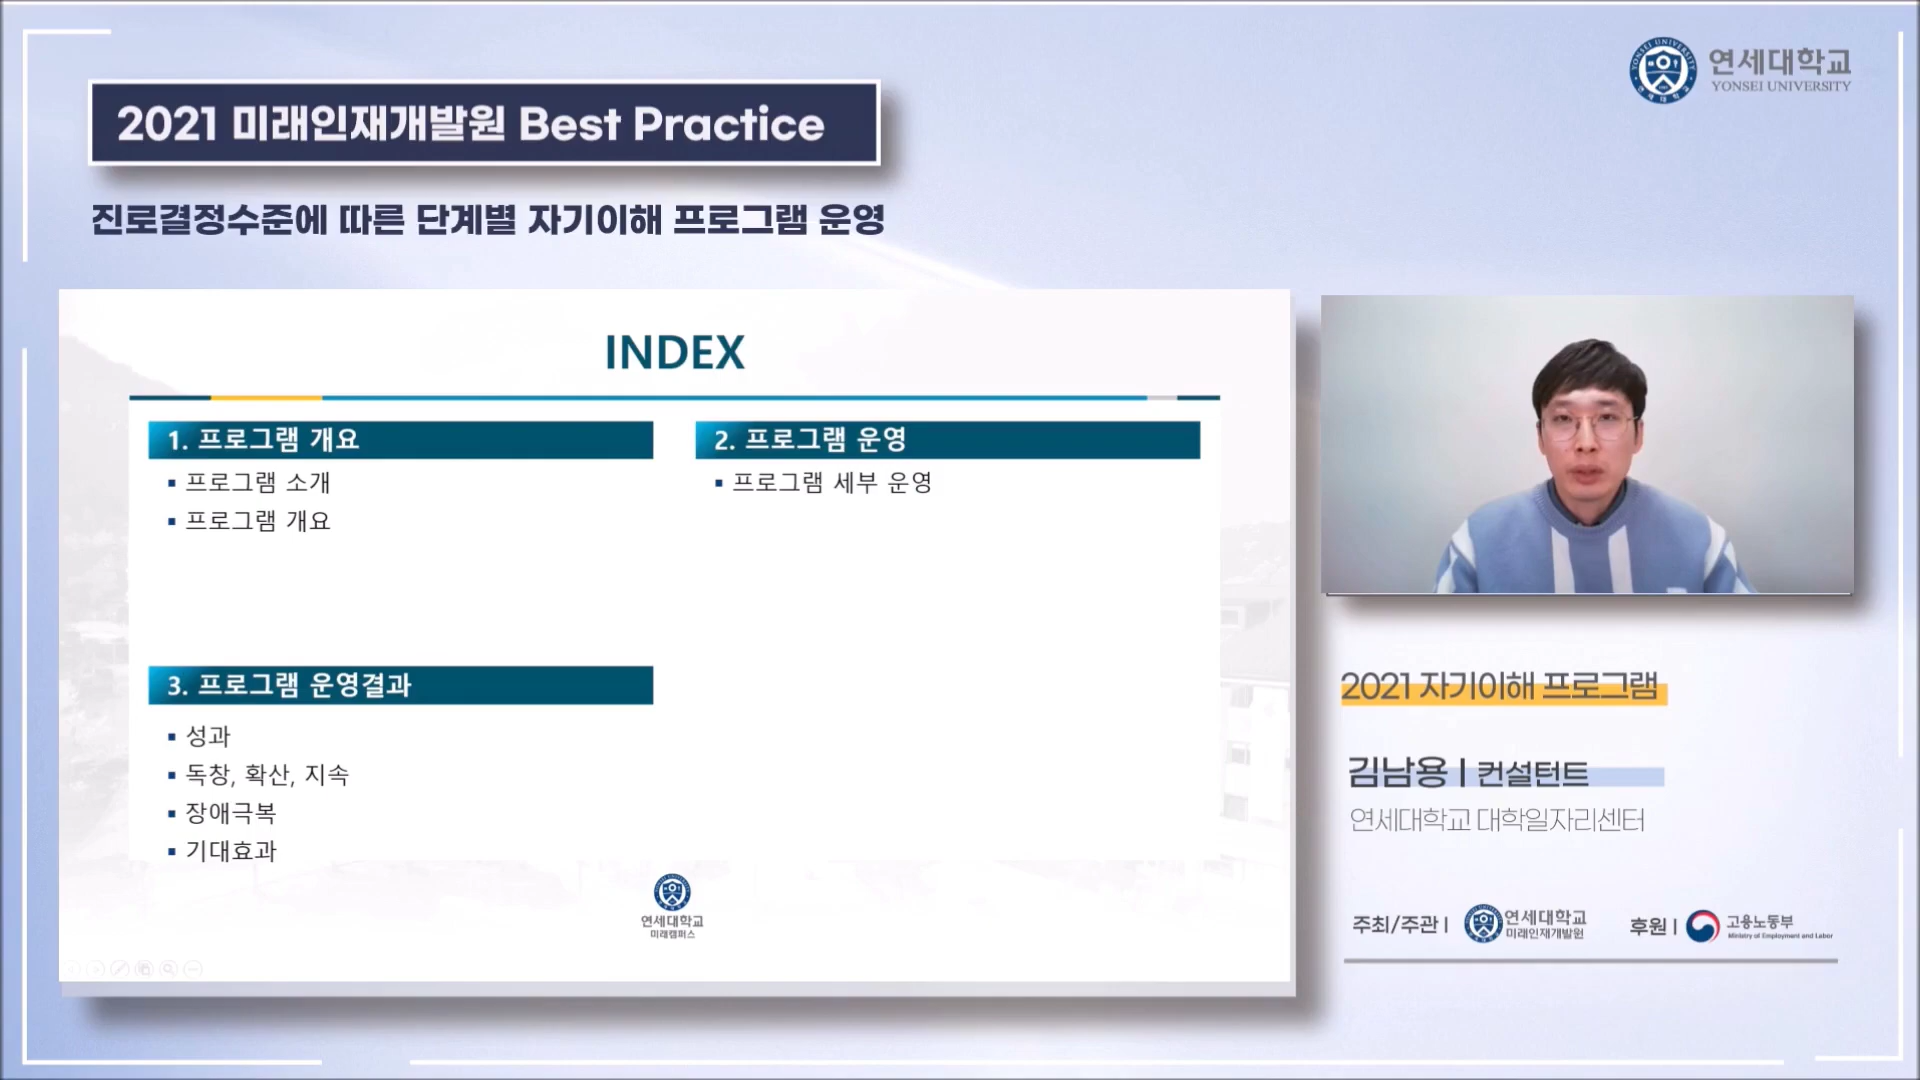 연세대학교
YONSEI UNIVERSITY
2021 미래인재개발원 Best Practice
진로결정수준에 따른 단계별 자기이해 프로그램 운영
INDEX
1. 프로그램 개요
▪ 프로그램 소개
▪ 프로그램 개요
2. 프로그램 운영
▪ 프로그램 세부 운영
3. 프로그램 운영결과
▪ 성과
▪ 독창, 확산, 지속
▪ 장애극복
▪ 기대효과
연세대학교
미래캠퍼스
2021 자기이해 프로그램
김남용 | 컨설턴트
연세대학교 대학일자리센터
주최/주관 | 연세대학교 미래인재개발원
후원 | 고용노동부
Ministry of Employment and Labor